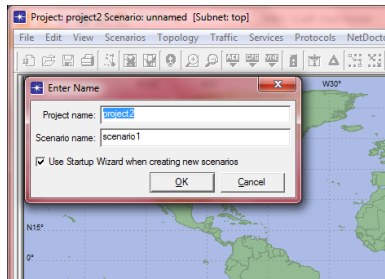 Project: project2 Scenario: unnamed [Subnet: top]
File Edit View Scenarios Topology Traffic Services Protocols NetDocto
Enter Name
W30°
Project name: project2
Scenario name: scenario1
Use Startup Wizard when creating new scenarios
OK Cancel
N15°
0°